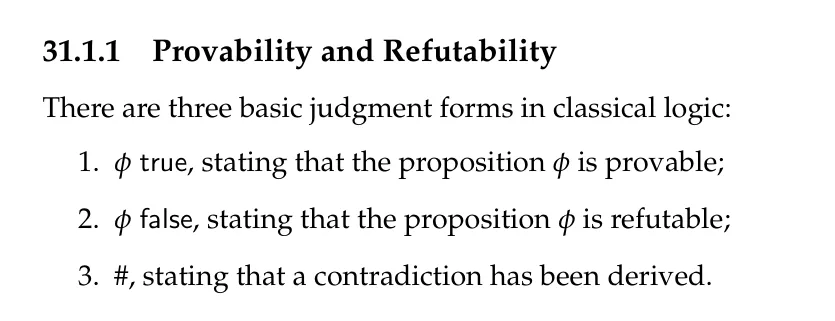 31.1.1 Provability and Refutability
There are three basic judgment forms in classical logic:
1. ϕ true, stating that the proposition ϕ is provable;
2. ϕ false, stating that the proposition ϕ is refutable;
3. #, stating that a contradiction has been derived.